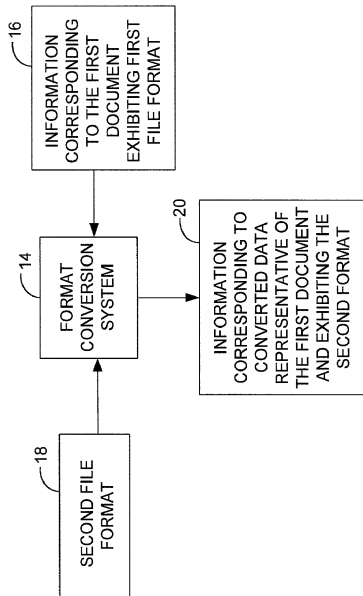 18
SECOND FILE
FORMAT
14
FORMAT
CONVERSION
SYSTEM
16
INFORMATION
CORRESPONDING
TO THE FIRST
DOCUMENT
EXHIBITING FIRST
FILE FORMAT
20
INFORMATION
CORRESPONDING TO
CONVERTED DATA
REPRESENTATIVE OF
THE FIRST DOCUMENT
AND EXHIBITING THE
SECOND FORMAT